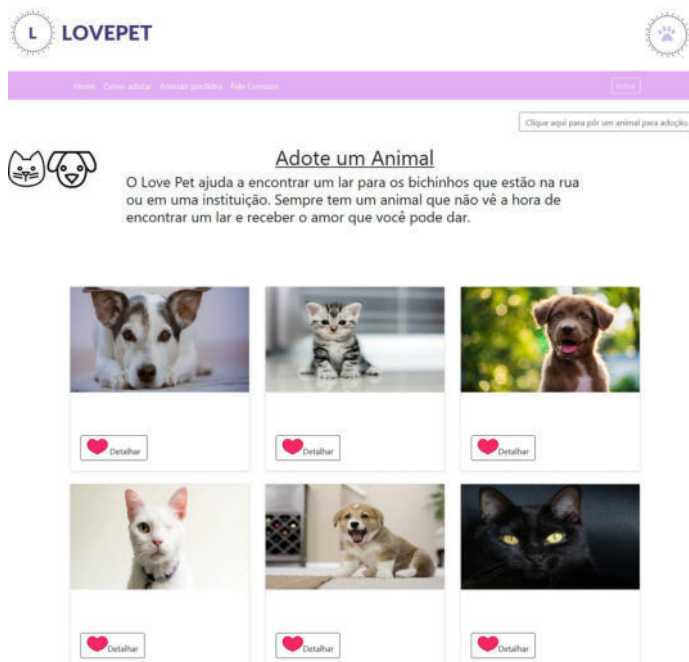 L LOVEPET
Home Como adotar Animais perdidos Fale Conosco Entrar
Clique aqui para pôr um animal para adoção.
Adote um Animal
O Love Pet ajuda a encontrar um lar para os bichinhos que estão na rua
ou em uma instituição. Sempre tem um animal que não vê a hora de
encontrar um lar e receber o amor que você pode dar.
Detalhar Detalhar Detalhar
Detalhar Detalhar Detalhar